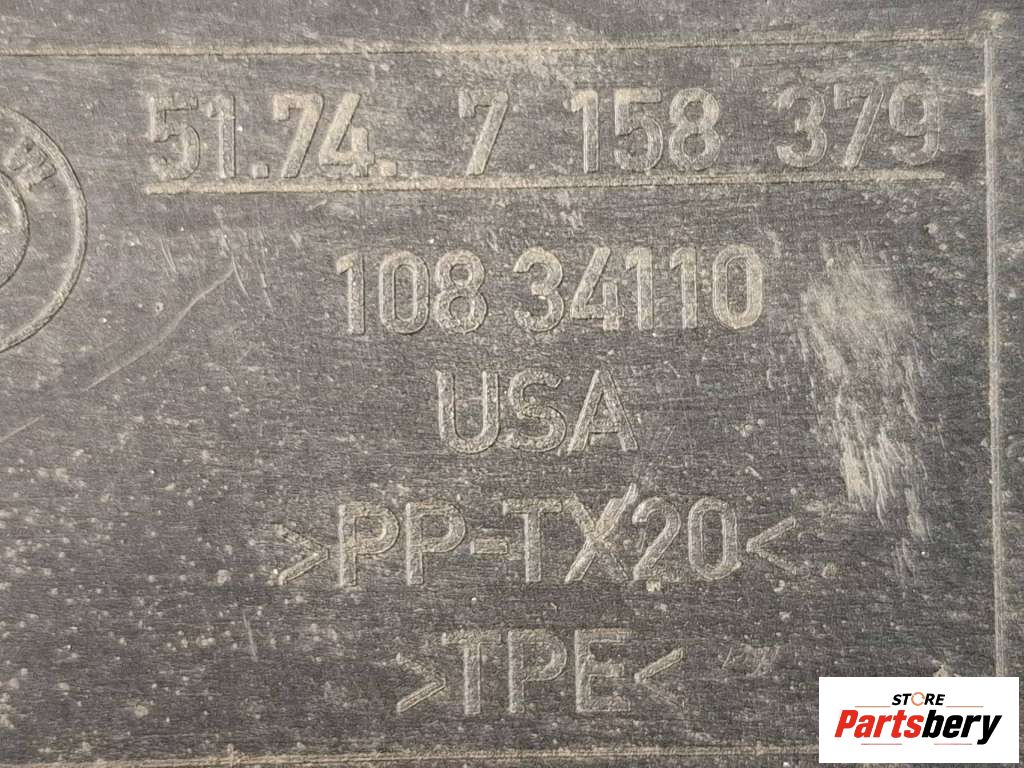 W
51.74. 7 158 379
108 34110
USA
>PP-TX20<
>TPE<
STORE
Partsbery